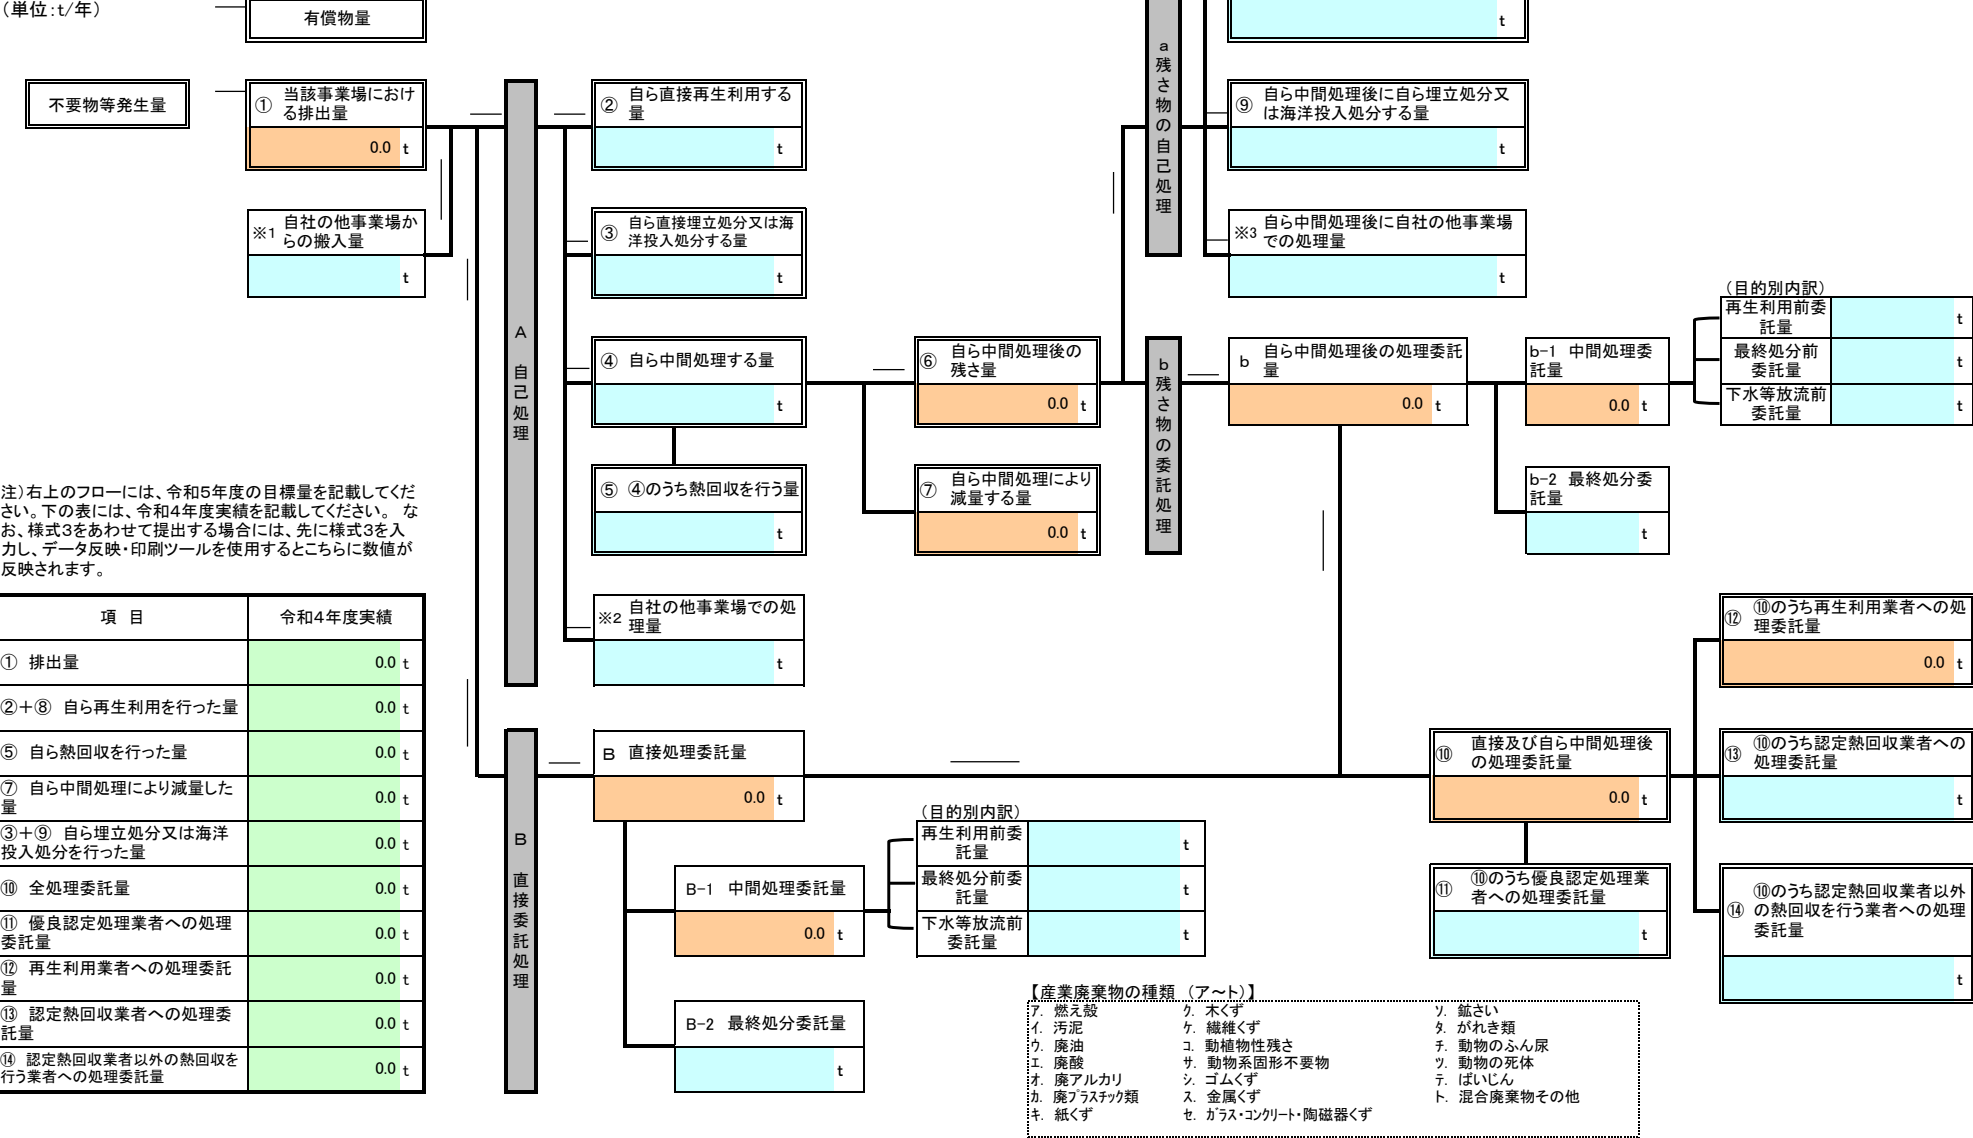 (単位:t/年)
有償物量
t
不要物等発生量
① 当該事業場におけ
る排出量
0.0 t
※1 自社の他事業場か
らの搬入量
t
A 自己処理
② 自ら直接再生利用する
量
t
③ 自ら直接埋立処分又は海
洋投入処分する量
t
④ 自ら中間処理する量
t
⑤ ④のうち熱回収を行う量
t
※2 自社の他事業場での処
理量
t
⑥ 自ら中間処理後の
残さ量
0.0 t
⑦ 自ら中間処理により
減量する量
0.0 t
a残さ物の自己処理
⑨ 自ら中間処理後に自ら埋立処分又
は海洋投入処分する量
t
※3 自ら中間処理後に自社の他事業場
での処理量
t
b残さ物の委託処理
b 自ら中間処理後の処理委託
量
0.0 t
b-1 中間処理委
託量
0.0 t
b-2 最終処分委
託量
t
(目的別内訳)
再生利用前委
託量
t
最終処分前
委託量
t
下水等放流前
委託量
t
注)右上のフローには、令和5年度の目標量を記載してくだ
さい。下の表には、令和4年度実績を記載してください。 な
お、様式3をあわせて提出する場合には、先に様式3を入
力し、データ反映・印刷ツールを使用するとこちらに数値が
反映されます。
項 目 令和4年度実績
① 排出量 0.0 t
②+⑧ 自ら再生利用を行った量 0.0 t
⑤ 自ら熱回収を行った量 0.0 t
⑦ 自ら中間処理により減量した
量
0.0 t
③+⑨ 自ら埋立処分又は海洋
投入処分を行った量
0.0 t
⑩ 全処理委託量 0.0 t
⑪ 優良認定処理業者への処理
委託量
0.0 t
⑫ 再生利用業者への処理委託
量
0.0 t
⑬ 認定熱回収業者への処理委
託量
0.0 t
⑭ 認定熱回収業者以外の熱回収を
行う業者への処理委託量
0.0 t
B 直接委託処理
B 直接処理委託量
0.0 t
B-1 中間処理委託量
0.0 t
B-2 最終処分委託量
t
(目的別内訳)
再生利用前委
託量
t
最終処分前委
託量
t
下水等放流前
委託量
t
⑩ 直接及び自ら中間処理後
の処理委託量
0.0 t
⑪ ⑩のうち優良認定処理業
者への処理委託量
t
⑫ ⑩のうち再生利用業者への処
理委託量
0.0 t
⑬ ⑩のうち認定熱回収業者への
処理委託量
t
⑭ ⑩のうち認定熱回収業者以外
の熱回収を行う業者への処理
委託量
t
【産業廃棄物の種類 (ア~ト)】
ア. 燃え殻
イ. 汚泥
ウ. 廃油
エ. 廃酸
オ. 廃アルカリ
カ. 廃プラスチック類
キ. 紙くず
ク. 木くず
ケ. 繊維くず
コ. 動植物性残さ
サ. 動物系固形不要物
シ. ゴムくず
ス. 金属くず
セ. ガラス・コンクリート・陶磁器くず
ソ. 鉱さい
タ. がれき類
チ. 動物のふん尿
ツ. 動物の死体
テ. ばいじん
ト. 混合廃棄物その他